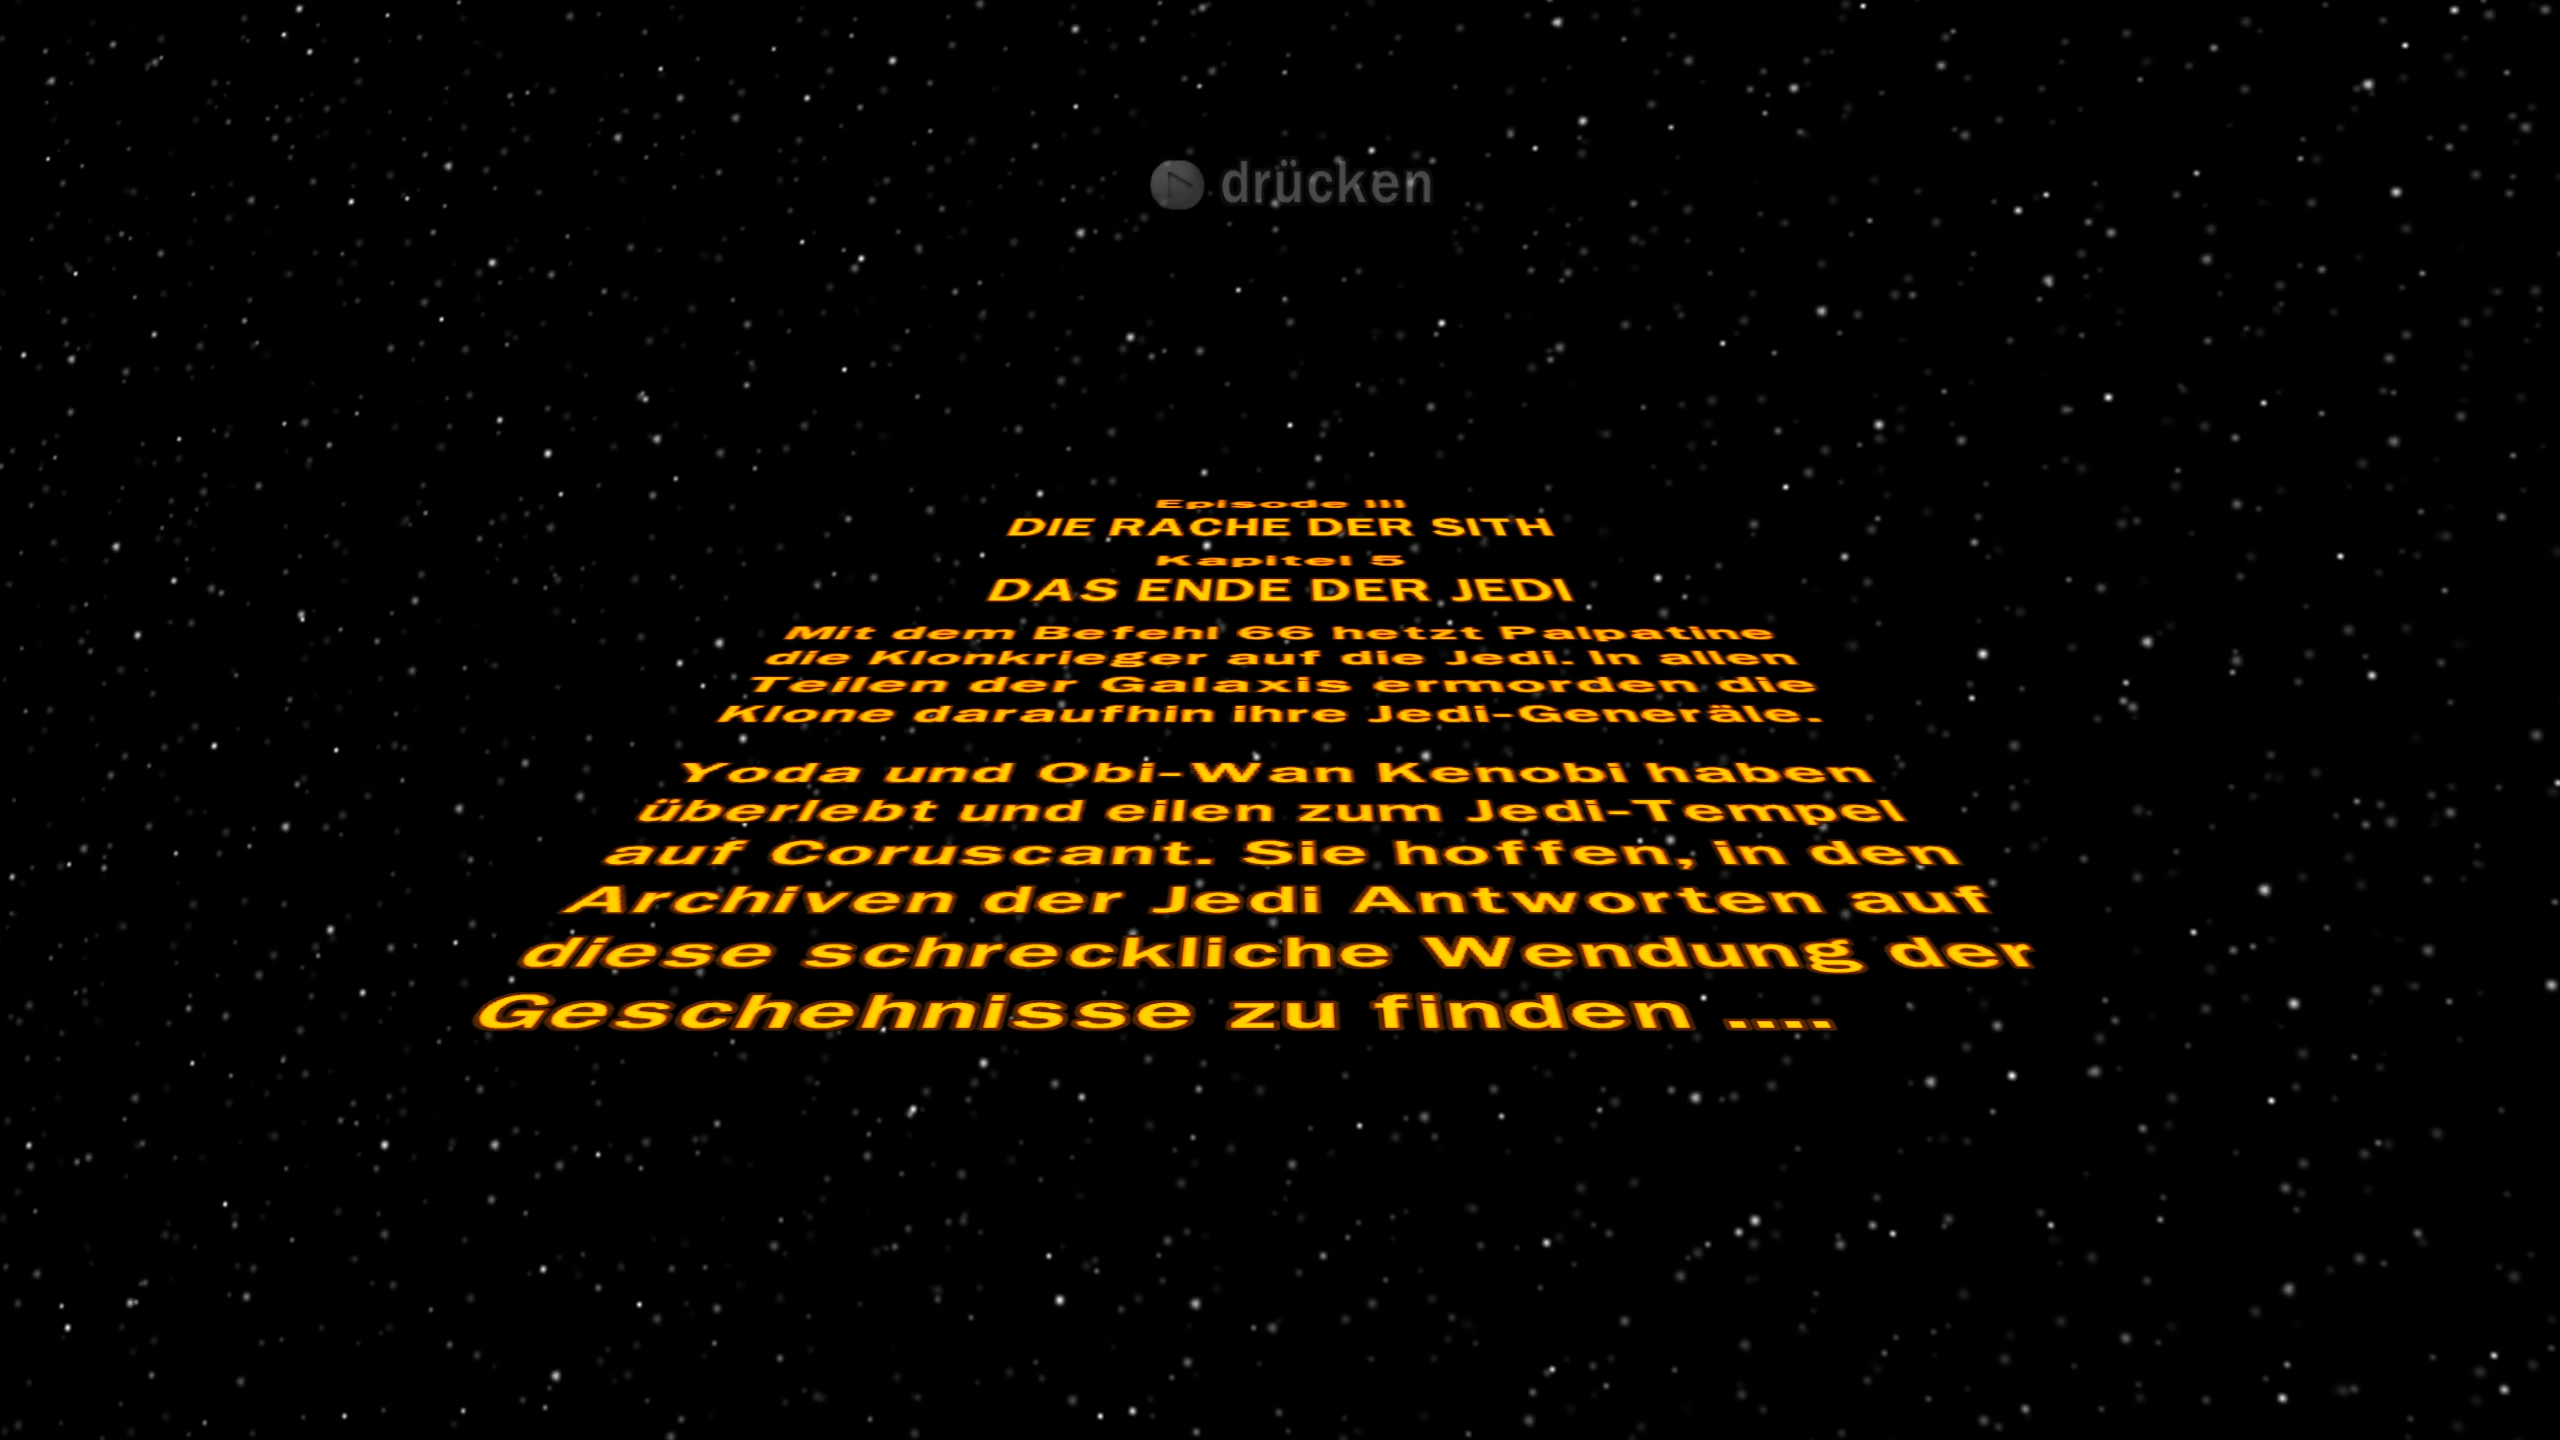 drücken
Episode III
DIE RACHE DER SITH
Kapitel 5
DAS ENDE DER JEDI
Mit dem Befehl 66 hetzt Palpatine
die Klonkrieger auf die Jedi. In allen
Teilen der Galaxis ermorden die
Klone daraufhin ihre Jedi-Generäle.
Yoda und Obi-Wan Kenobi haben
überlebt und eilen zum Jedi-Tempel
auf Coruscant. Sie hoffen, in den
Archiven der Jedi Antworten auf
diese schreckliche Wendung der
Geschehnisse zu finden ....